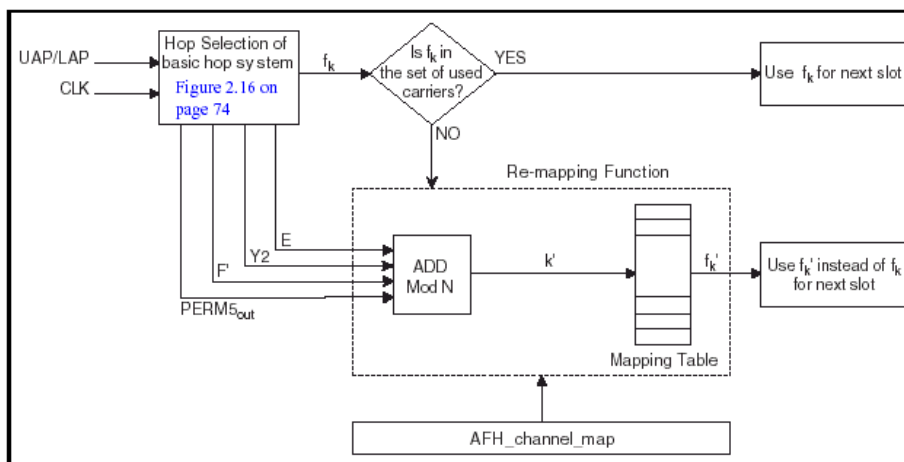 UAP/LAP
CLK
Hop Selection of
basic hop system
Figure 2.16 on
page 74
fk
Is fk in
the set of used
carriers?
YES
Use fk for next slot
NO
Re-mapping Function
E
Y2
F'
PERM5out
ADD
Mod N
k'
fk'
Mapping Table
Use fk' instead of fk
for next slot
AFH_channel_map